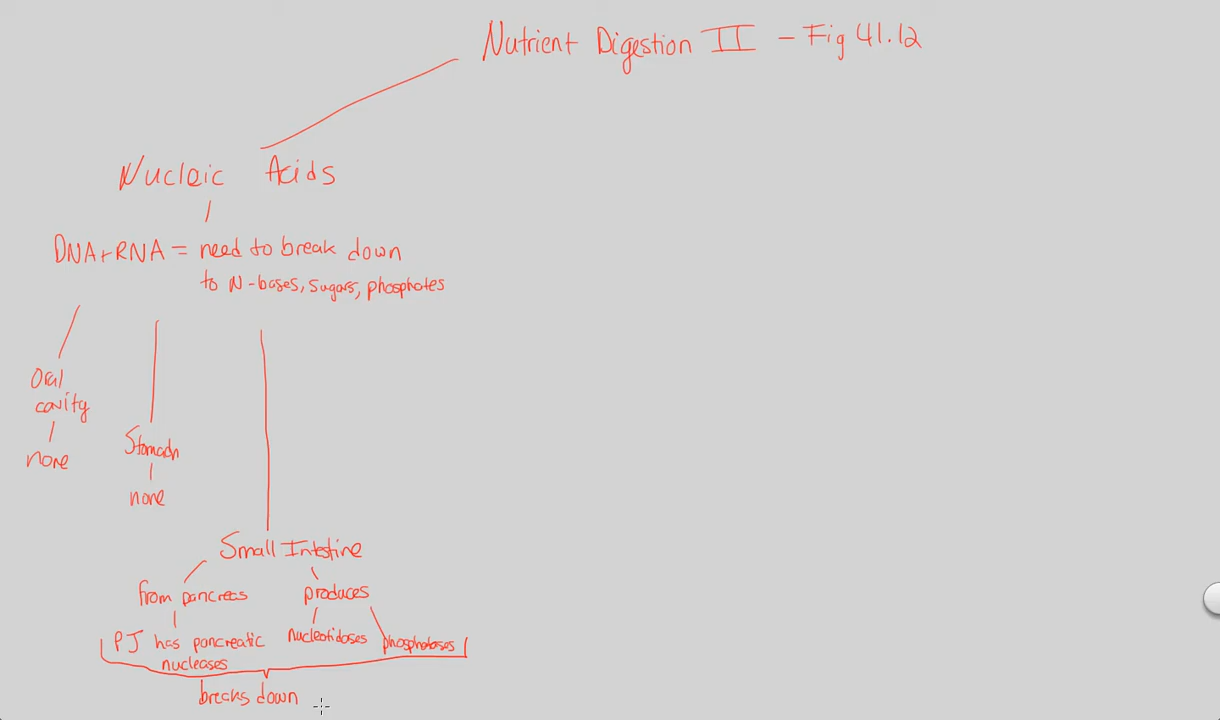 Nutrient Digestion II - Fig 41.12
Nucleic Acids
DNA+RNA = need to break down
to N-bases, sugars, phosphates
Oral
cavity
none
Stomach
none
Small Intestine
from pancreas
produces
PJ has pancreatic
nucleases
nucleotidases
phosphatases
breaks down